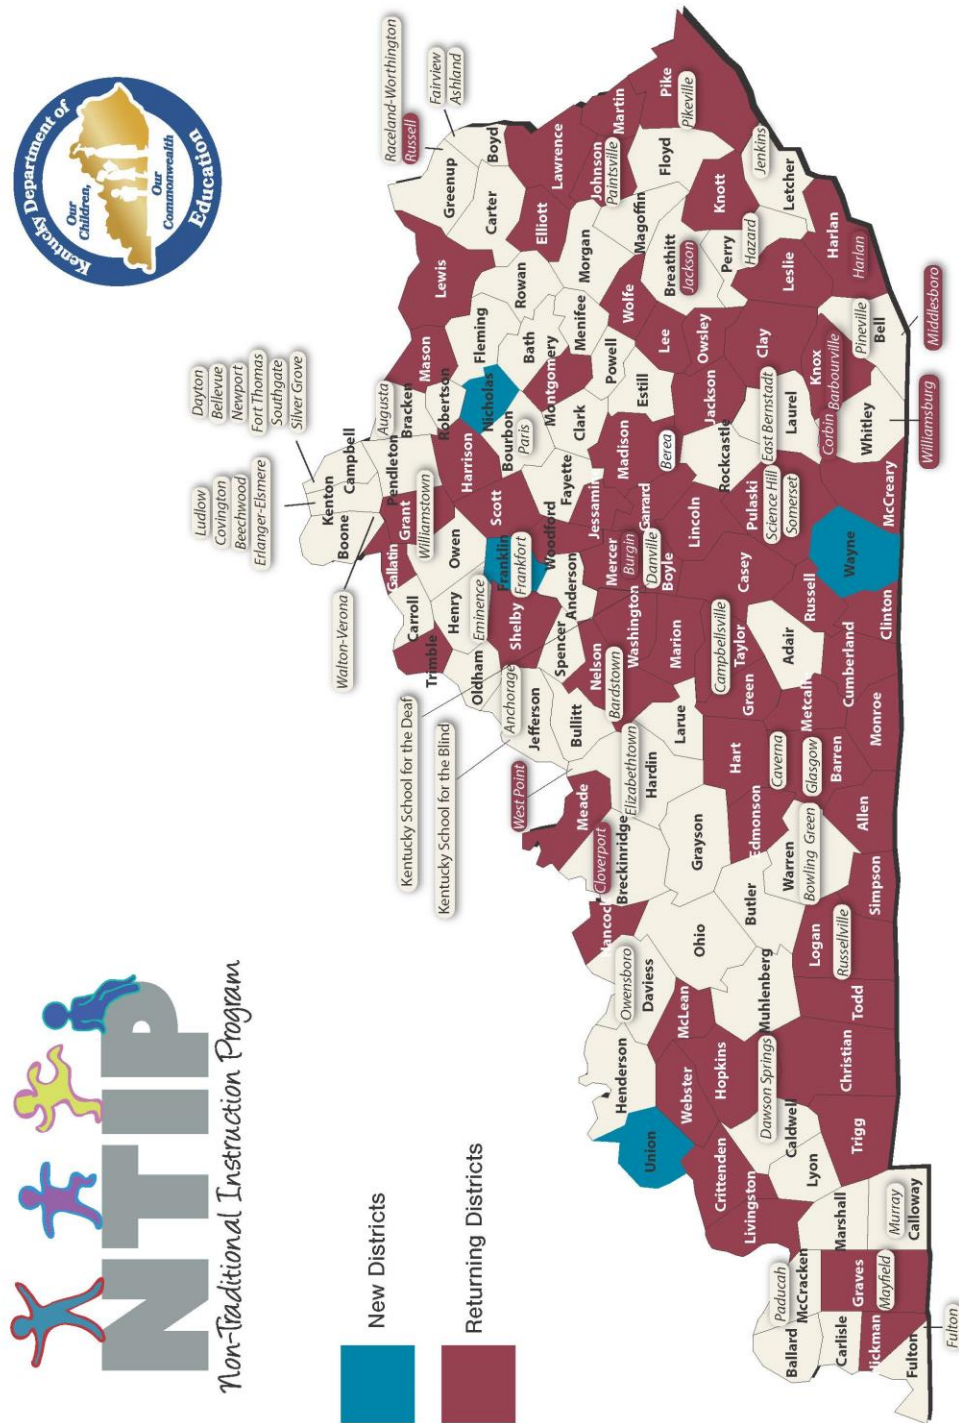 NTIP
Non-Traditional Instruction Program
Kentucky Department of
Education
Our
Children,
Our
Commonwealth
New Districts
Returning Districts
Dayton
Bellevue
Newport
Fort Thomas
Southgate
Silver Grove
Ludlow
Covington
Beechwood
Erlanger-Elsmere
Walton-Verona
Kentucky School for the Deaf
Kentucky School for the Blind
Raceland-Worthington
Russell
Fairview
Ashland
Boone
Kenton
Campbell
Gallatin
Grant
Williamstown
Pendleton
Bracken
Augusta
Mason
Lewis
Greenup
Boyd
Carter
Carroll
Trimble
Owen
Henry
Eminence
Harrison
Robertson
Nicholas
Fleming
Rowan
Elliott
Lawrence
Oldham
Anchorage
Jefferson
Shelby
Franklin
Frankfort
Scott
Bourbon
Paris
Bath
Montgomery
Menifee
Morgan
Johnson
Paintsville
Martin
West Point
Meade
Bullitt
Spencer
Anderson
Woodford
Fayette
Clark
Powell
Wolfe
Magoffin
Floyd
Pike
Pikeville
Hancock
Cloverport
Breckinridge
Elizabethtown
Hardin
Nelson
Bardstown
Washington
Mercer
Burgin
Jessamin
Madison
Berea
Estill
Lee
Breathitt
Jackson
Knott
Henderson
Owensboro
Daviess
Ohio
Grayson
Larue
Marion
Boyle
Danville
Garrard
Lincoln
Rockcastle
Jackson
Owsley
Perry
Hazard
Letcher
Jenkins
Union
Webster
McLean
Hopkins
Muhlenberg
Butler
Edmonson
Hart
Green
Taylor
Campbellsville
Casey
Pulaski
Science Hill
Somerset
Laurel
East Bernstadt
Clay
Leslie
Harlan
Harlan
Crittenden
Livingston
Caldwell
Dawson Springs
Lyon
Warren
Bowling Green
Caverna
Barren
Glasgow
Metcalf
Adair
Russell
Wayne
McCreary
Whitley
Corbin
Knox
Barbourville
Pineville
Bell
Williamsburg
Middlesboro
Paducah
McCracken
Ballard
Carlisle
Marshall
Graves
Mayfield
Murray
Calloway
Trigg
Christian
Todd
Logan
Russellville
Simpson
Allen
Monroe
Cumberland
Clinton
Hickman
Fulton
Fulton